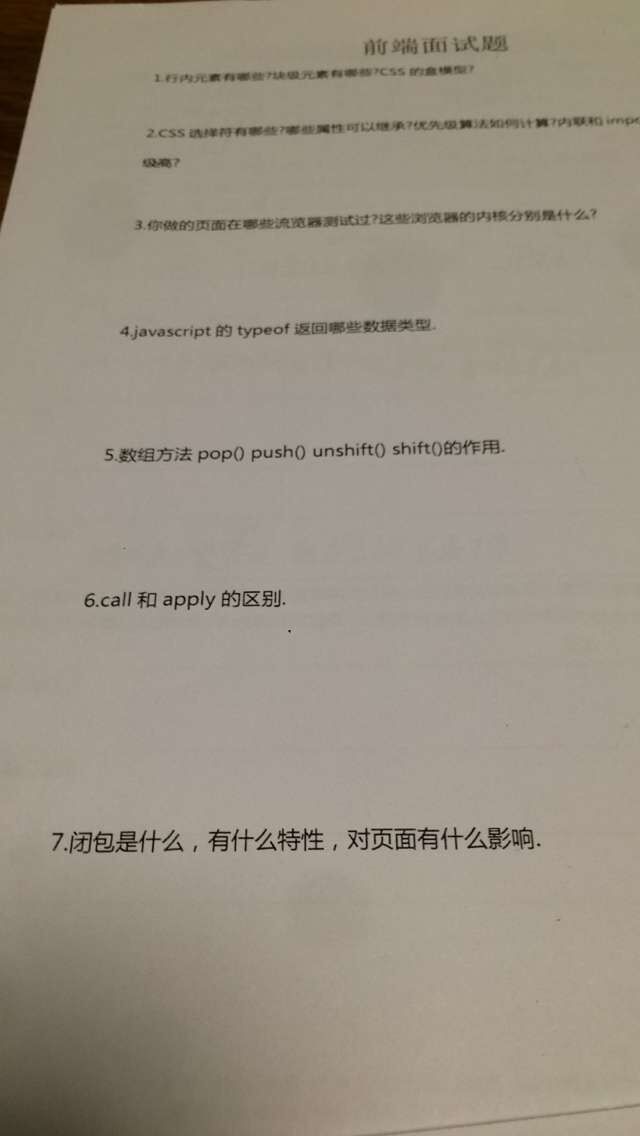 前端面试题
1.行内元素有哪些?块级元素有哪些?CSS 的盒模型?
2.CSS 选择符有哪些?哪些属性可以继承?优先级算法如何计算?内联和
级高?
3.你做的页面在哪些流览器测试过?这些浏览器的内核分别是什么?
4.javascript 的 typeof 返回哪些数据类型.
5.数组方法 pop() push() unshift() shift()的作用.
6.call 和 apply 的区别.
7.闭包是什么，有什么特性，对页面有什么影响.